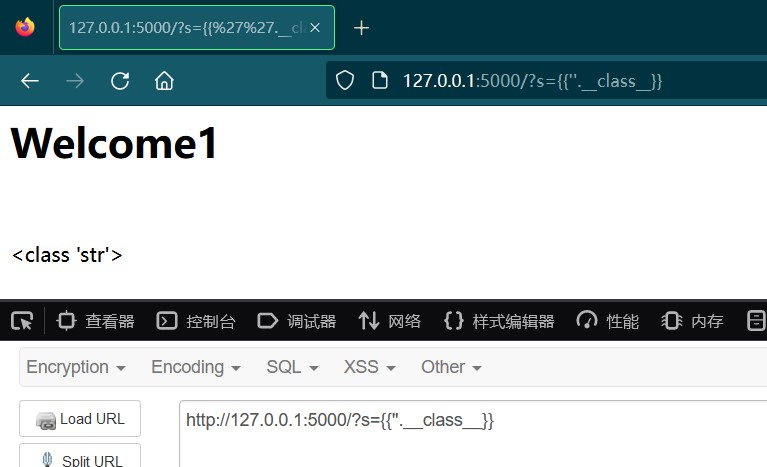 127.0.0.1:5000/?s={{%27%27.__cla
127.0.0.1:5000/?s={{''.__class__}}
Welcome1
<class 'str'>
查看器 控制台 调试器 网络 样式编辑器 性能 内存
Encryption Encoding SQL XSS Other
Load URL
http://127.0.0.1:5000/?s={{''.__class__}}
Split URL